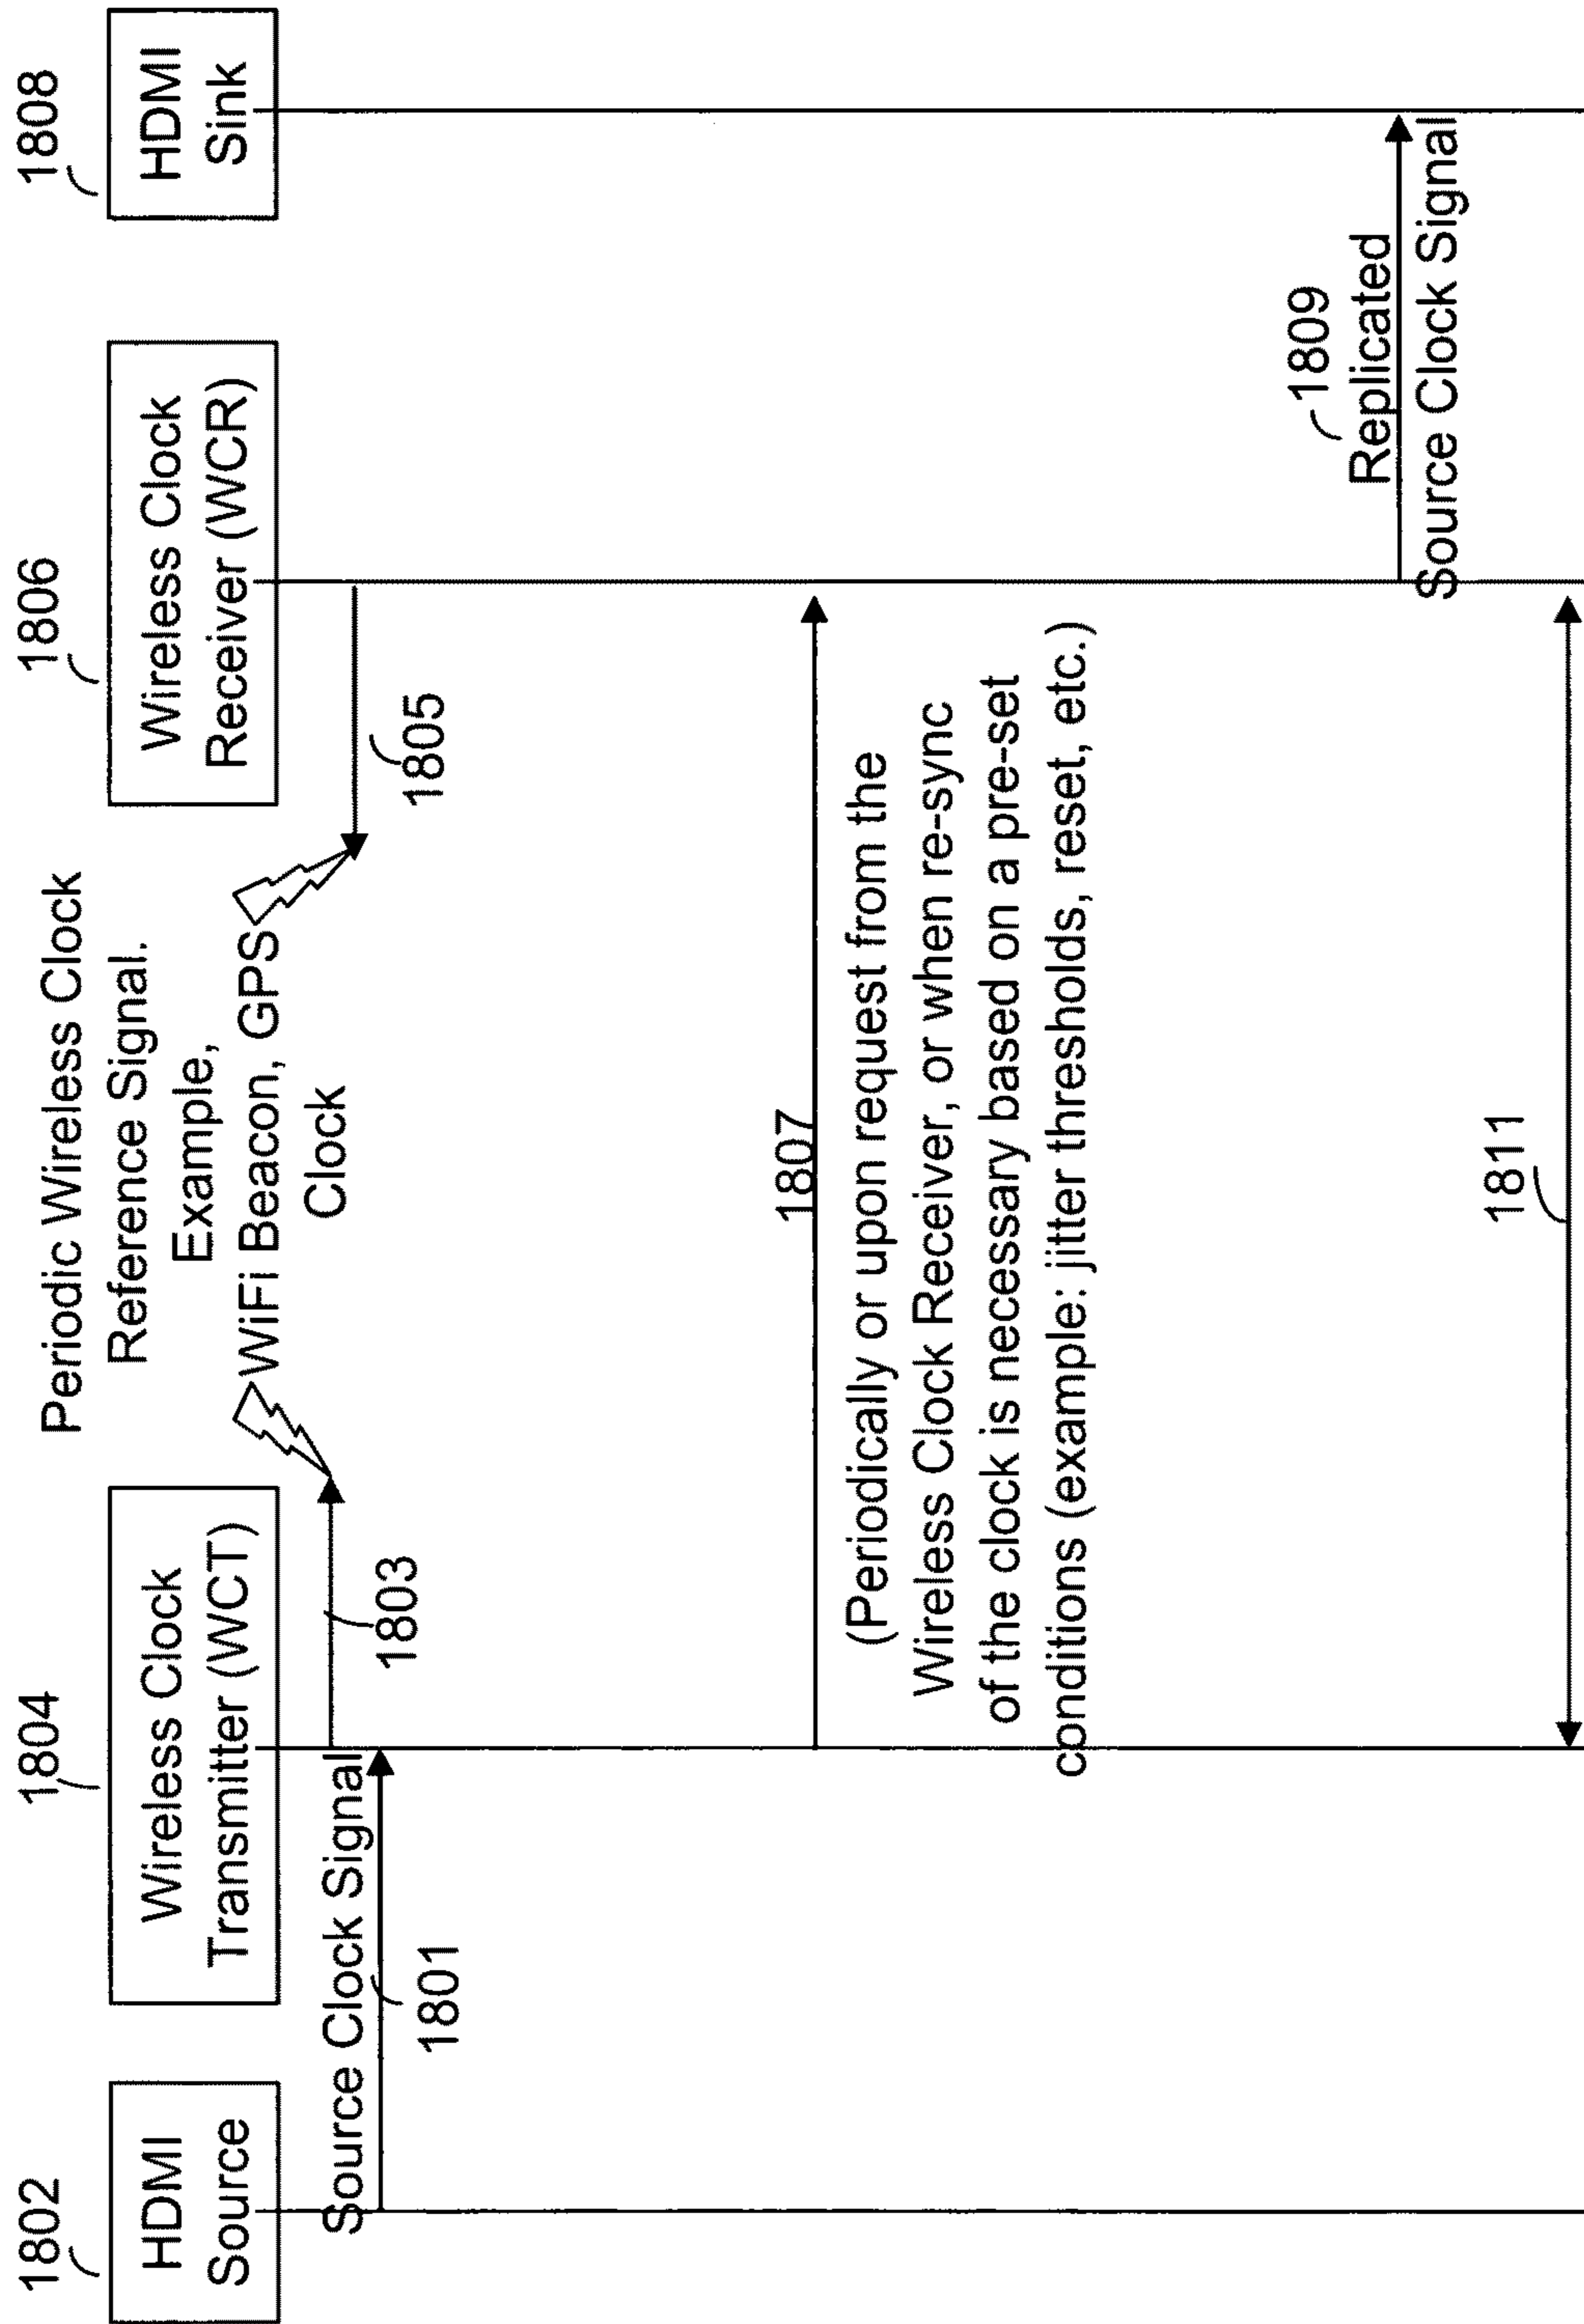 1802
HDMI
Source
1804
Wireless Clock
Transmitter (WCT)
Periodic Wireless Clock
Reference Signal.
Example,
WiFi Beacon, GPS
Clock
1806
Wireless Clock
Receiver (WCR)
1808
HDMI
Sink
Source Clock Signal
1801
1803
1805
1807
(Periodically or upon request from the
Wireless Clock Receiver, or when re-sync
of the clock is necessary based on a pre-set
conditions (example: jitter thresholds, reset, etc.)
1809
Replicated
Source Clock Signal
1811